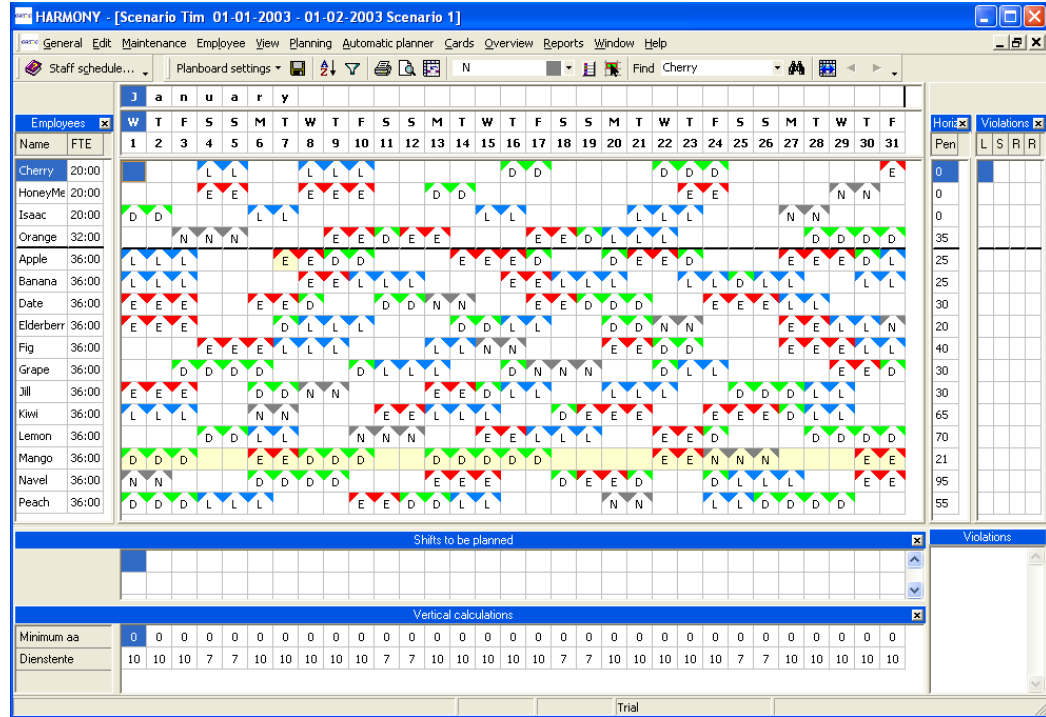 HARMONY - [Scenario Tim 01-01-2003 - 01-02-2003 Scenario 1]
General Edit Maintenance Employee View Planning Automatic planner Cards Overview Reports Window Help
Staff schedule... Planboard settings N Find Cherry
J a n u a r y
Employees W T F S S M T W T F S S M T W T F S S M T W T F S S M T W T F Violations
Name FTE 1 2 3 4 5 6 7 8 9 10 11 12 13 14 15 16 17 18 19 20 21 22 23 24 25 26 27 28 29 30 31 Pen L S R R
Cherry 20:00 L L L L L D D D D D E 0
HoneyMe 20:00 E E E E E D D E E N N 0
Isaac 20:00 D D L L L L L L L N N 0
Orange 32:00 N N N E E D E E E E D L L L D D D D 35
Apple 36:00 L L L E E D D E E E D D E E D E E E D L 25
Banana 36:00 L L L E E L L L E E L L L L L D L L L L 25
Date 36:00 E E E E E D D D N N E E D D D E E E L L 30
Elderberr 36:00 E E E D L L L D D L L D D N N E E L L N 20
Fig 36:00 E E E L L L L L N N E E D D E E E L L 40
Grape 36:00 D D D D D L L L D N N N D L L E E D 30
Jill 36:00 E E E D D N N E E D L L L L L D D D L L 30
Kiwi 36:00 L L L N N E E L L L D E E E E E E D L L 65
Lemon 36:00 D D L L N N N E E L L L E E D D D D D 70
Mango 36:00 D D D E E D D D D D D D D E E N N N E E 21
Navel 36:00 N N D D D D E E E D E E D D L L L E E 95
Peach 36:00 D D D L L L E E D D L L N N L L D D D D 55
Shifts to be planned Violations
Vertical calculations
Minimum aa 0 0 0 0 0 0 0 0 0 0 0 0 0 0 0 0 0 0 0 0 0 0 0 0 0 0 0 0 0 0 0
Dienstente 10 10 10 7 7 10 10 10 10 10 7 7 10 10 10 10 10 7 7 10 10 10 10 10 7 7 10 10 10 10 10
Trial